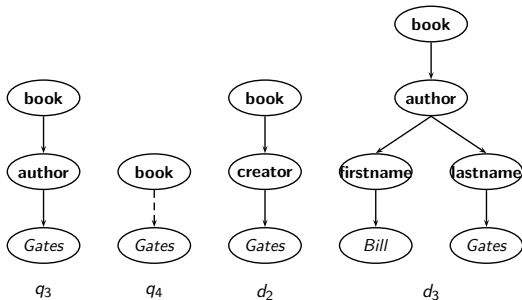 book
book
book
author
author
book
creator
firstname
lastname
Gates
Gates
Gates
Bill
Gates
q3
q4
d2
d3